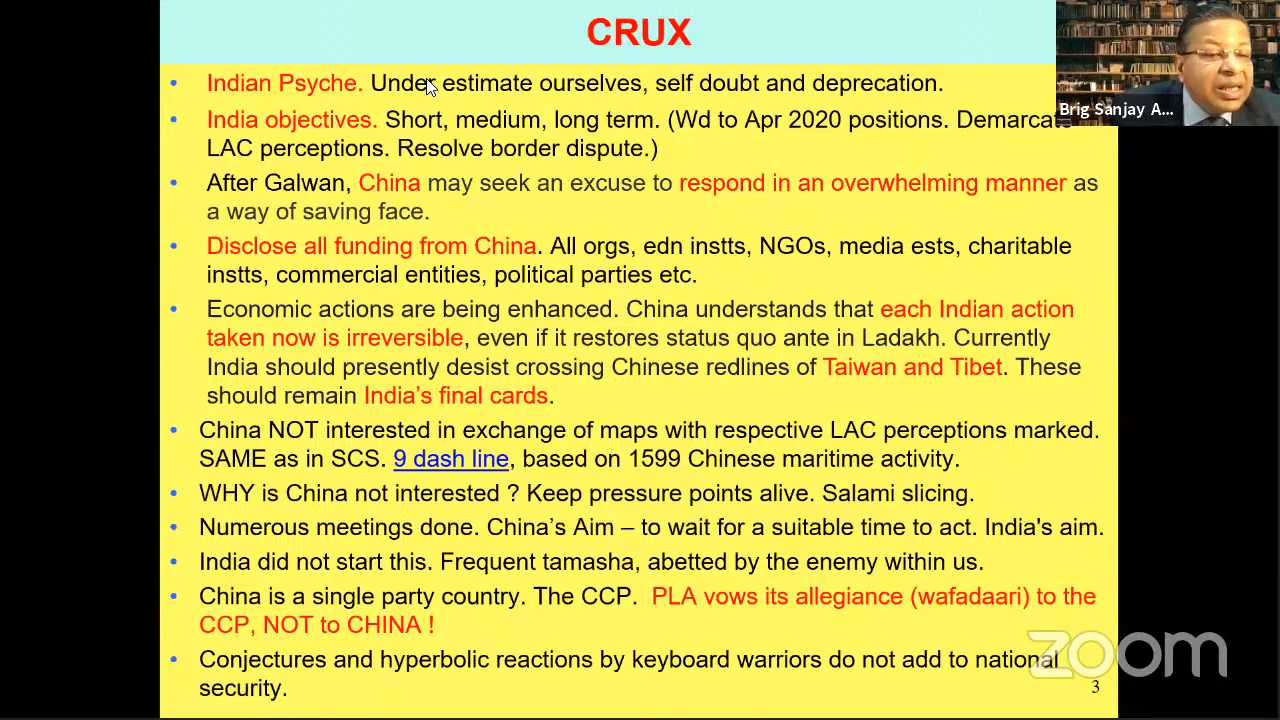 CRUX
Brig Sanjay A...
• Indian Psyche. Under estimate ourselves, self doubt and deprecation.
• India objectives. Short, medium, long term. (Wd to Apr 2020 positions. Demarcate
LAC perceptions. Resolve border dispute.)
• After Galwan, China may seek an excuse to respond in an overwhelming manner as
a way of saving face.
• Disclose all funding from China. All orgs, edn instts, NGOs, media ests, charitable
instts, commercial entities, political parties etc.
• Economic actions are being enhanced. China understands that each Indian action
taken now is irreversible, even if it restores status quo ante in Ladakh. Currently
India should presently desist crossing Chinese redlines of Taiwan and Tibet. These
should remain India's final cards.
• China NOT interested in exchange of maps with respective LAC perceptions marked.
SAME as in SCS. 9 dash line, based on 1599 Chinese maritime activity.
• WHY is China not interested ? Keep pressure points alive. Salami slicing.
• Numerous meetings done. China's Aim – to wait for a suitable time to act. India's aim.
• India did not start this. Frequent tamasha, abetted by the enemy within us.
• China is a single party country. The CCP. PLA vows its allegiance (wafadaari) to the
CCP, NOT to CHINA !
• Conjectures and hyperbolic reactions by keyboard warriors do not add to national
security.
zoom
3